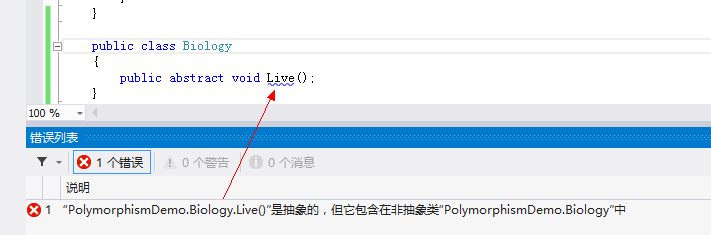 }
public class Biology
{
public abstract void Live();
}
100 %
错误列表
1 个错误 0 个警告 0 个消息
说明
1 “PolymorphismDemo.Biology.Live()”是抽象的，但它包含在非抽象类“PolymorphismDemo.Biology”中